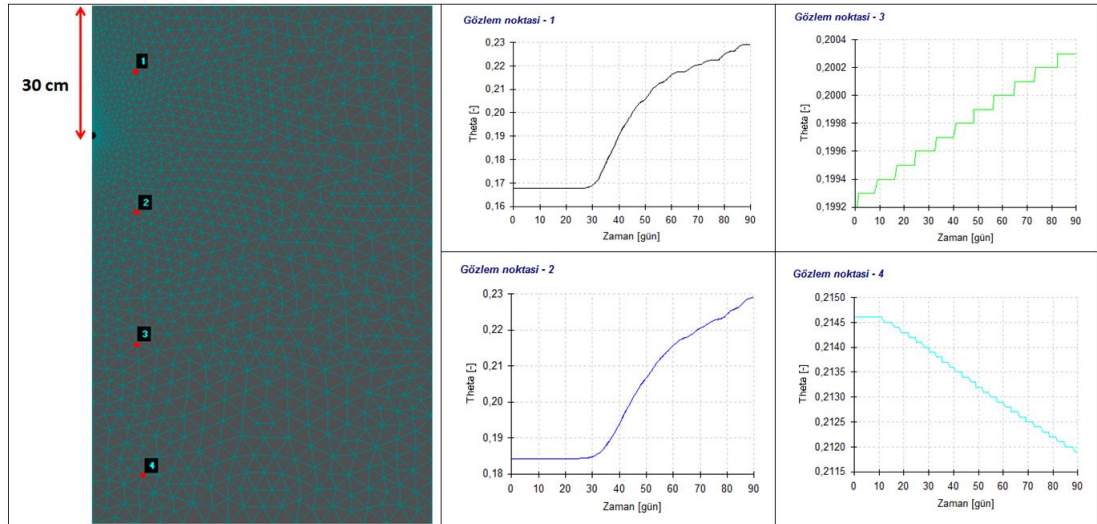 30 cm
1
2
3
4
Gözlem noktasi - 1
Theta [-]
0,23
0,22
0,21
0,20
0,19
0,18
0,17
0,16
0 10 20 30 40 50 60 70 80 90
Zaman [gün]
Gözlem noktasi - 3
Theta [-]
0,2004
0,2002
0,2000
0,1998
0,1996
0,1994
0,1992
0 10 20 30 40 50 60 70 80 90
Zaman [gün]
Gözlem noktasi - 2
Theta [-]
0,23
0,22
0,21
0,20
0,19
0,18
0 10 20 30 40 50 60 70 80 90
Zaman [gün]
Gözlem noktasi - 4
Theta [-]
0,2150
0,2145
0,2140
0,2135
0,2130
0,2125
0,2120
0,2115
0 10 20 30 40 50 60 70 80 90
Zaman [gün]